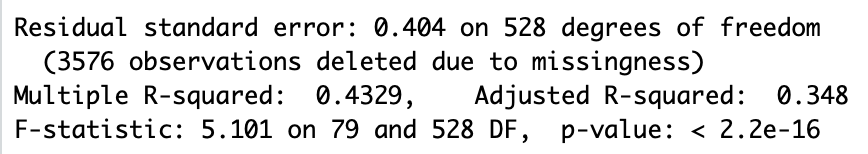 Residual standard error: 0.404 on 528 degrees of freedom
(3576 observations deleted due to missingness)
Multiple R-squared:  0.4329,    Adjusted R-squared:  0.348
F-statistic: 5.101 on 79 and 528 DF,  p-value: < 2.2e-16